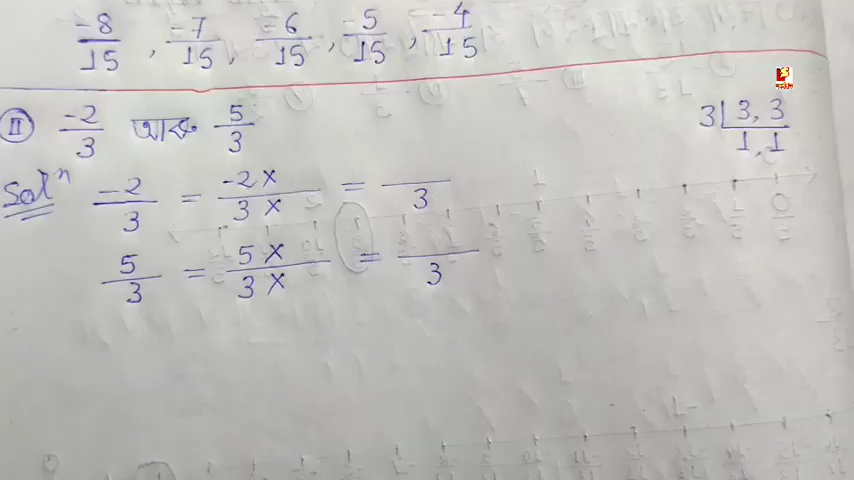 -8/15 , -7/15 , -6/15 , -5/15 , -4/15
II -2/3 আৰু 5/3
3 | 3, 3
1, 1
Solⁿ -2/3 = -2 × / 3 × = /3
5/3 = 5 × / 3 × = /3